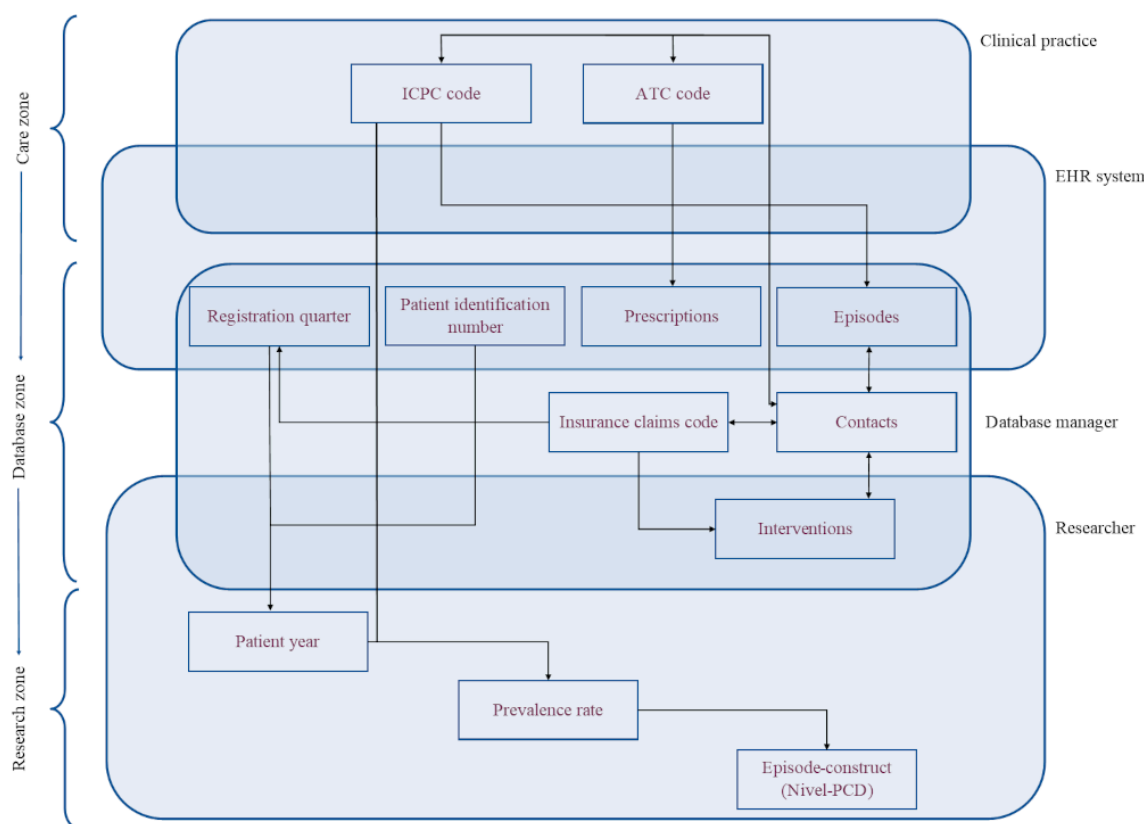 Clinical practice
ICPC code
ATC code
Care zone
EHR system
Registration quarter
Patient identification
number
Prescriptions
Episodes
Database zone
Insurance claims code
Contacts
Database manager
Interventions
Researcher
Patient year
Research zone
Prevalence rate
Episode-construct
(Nivel-PCD)